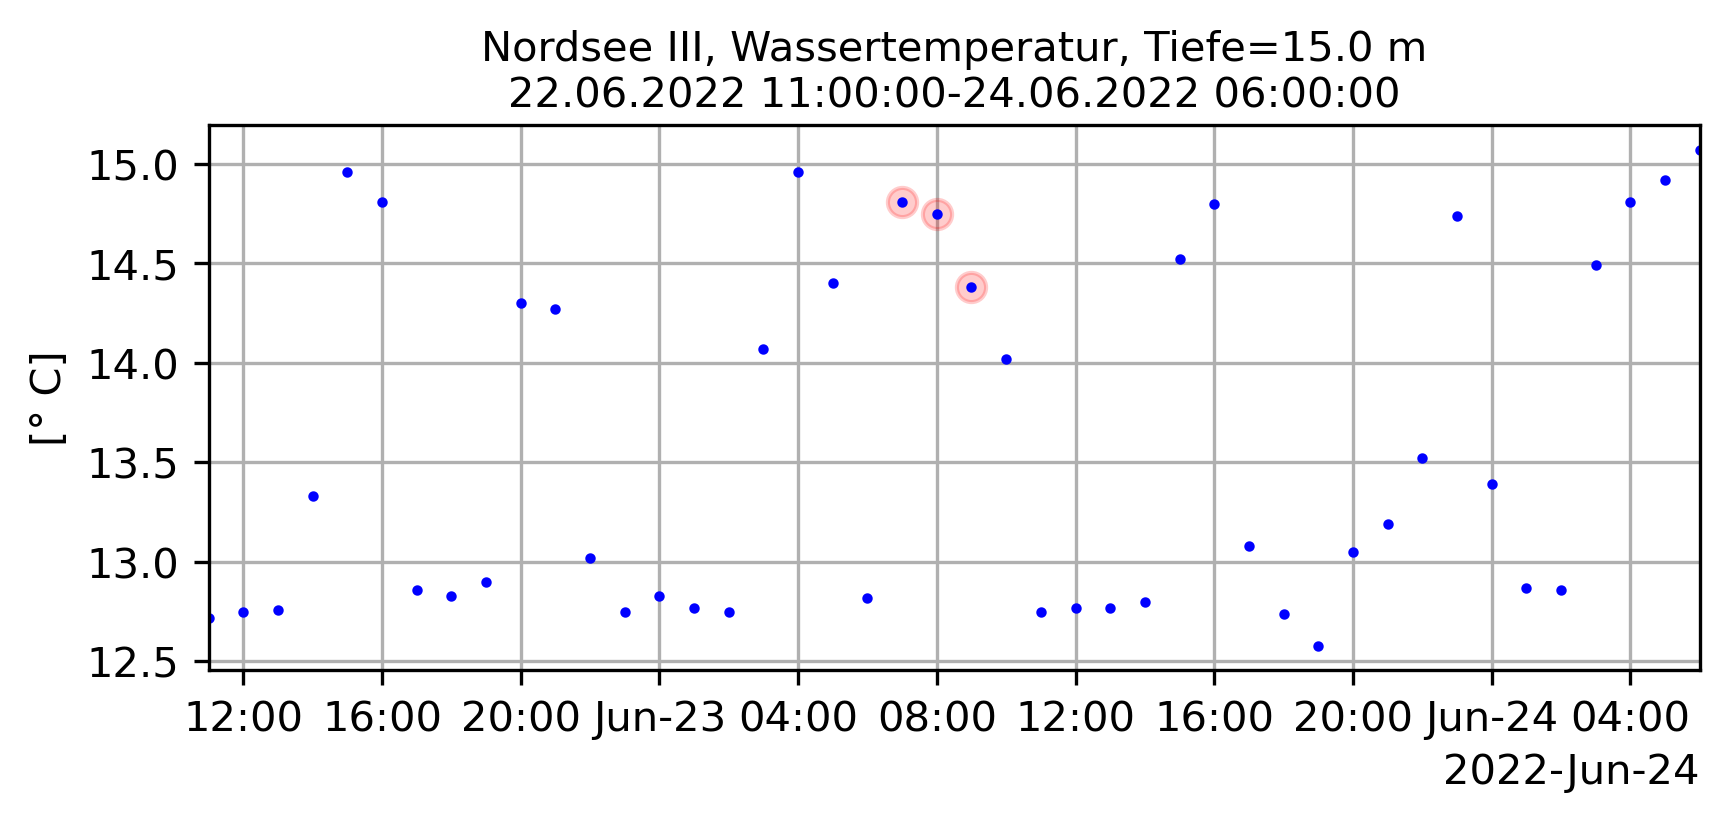 Nordsee III, Wassertemperatur, Tiefe=15.0 m
22.06.2022 11:00:00-24.06.2022 06:00:00
[° C]
15.0
14.5
14.0
13.5
13.0
12.5
12:00 16:00 20:00 Jun-23 04:00 08:00 12:00 16:00 20:00 Jun-24 04:00
2022-Jun-24